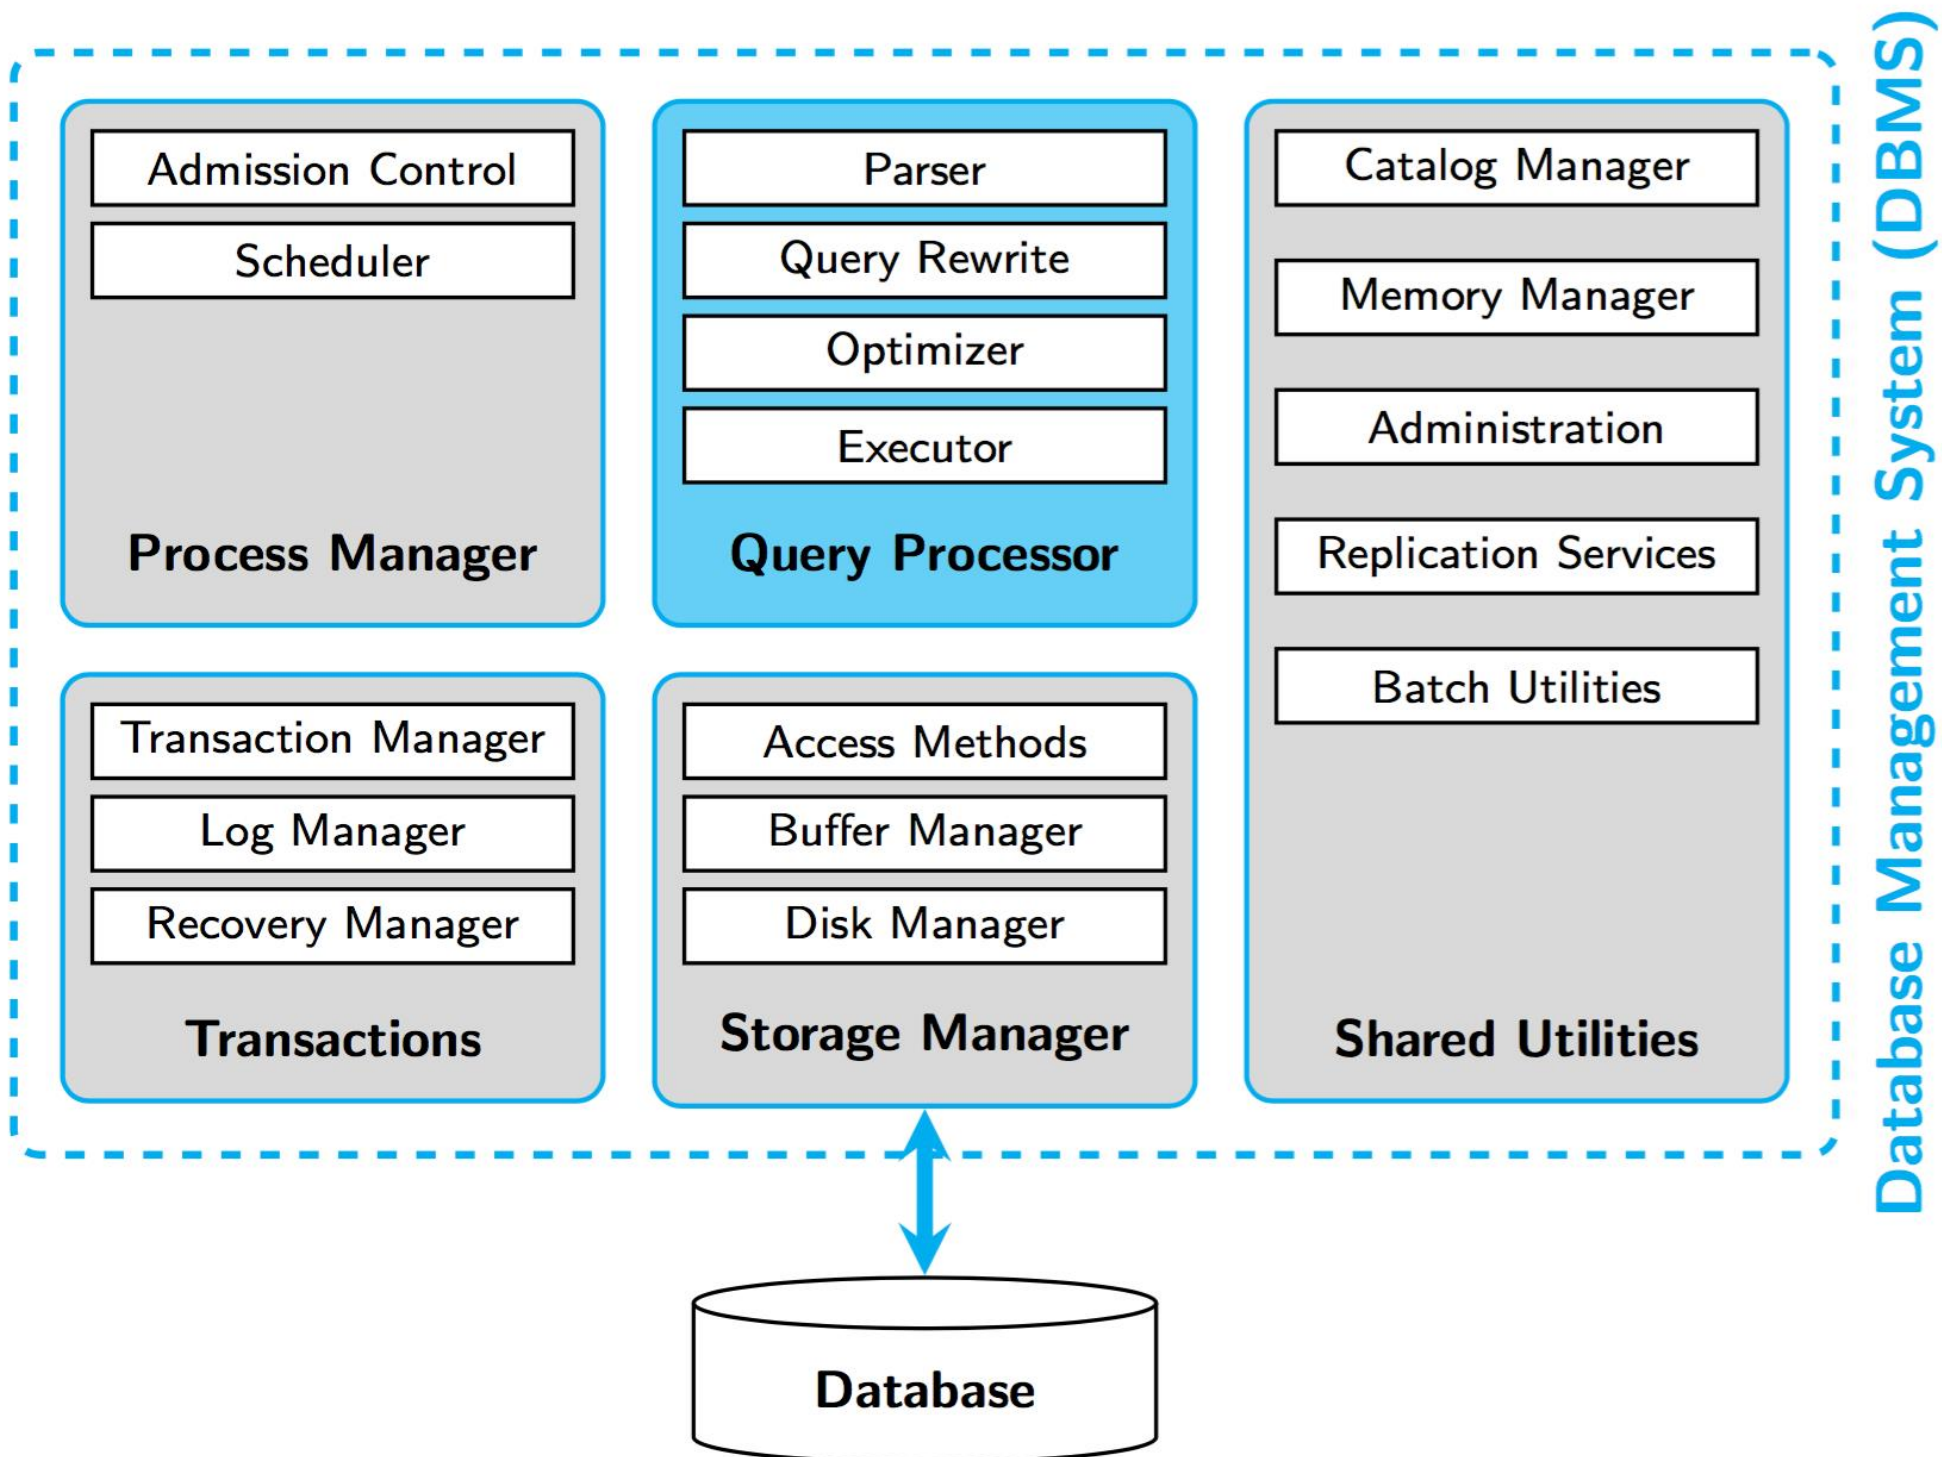 Admission Control
Scheduler
Process Manager
Parser
Query Rewrite
Optimizer
Executor
Query Processor
Catalog Manager
Memory Manager
Administration
Replication Services
Batch Utilities
Shared Utilities
Transaction Manager
Log Manager
Recovery Manager
Transactions
Access Methods
Buffer Manager
Disk Manager
Storage Manager
Database Management System (DBMS)
Database